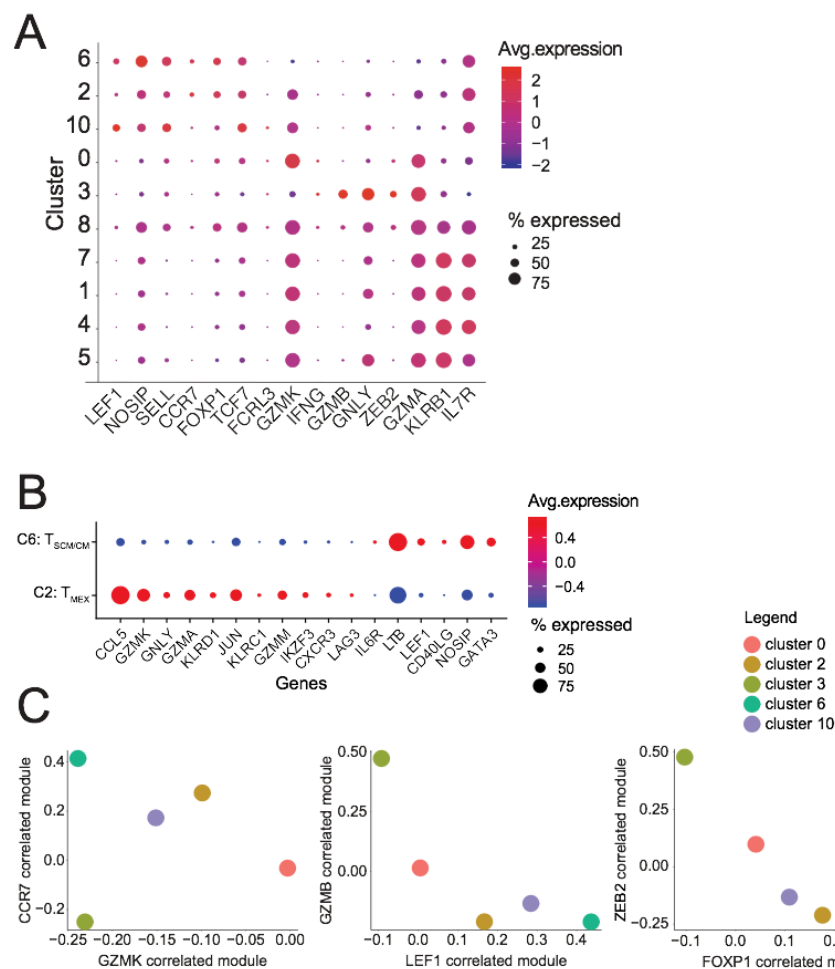 A
Cluster
6
2
10
0
3
8
7
1
4
5
LEF1
NOSIP
SELL
CCR7
FOXP1
TCF7
FCRL3
GZMK
IFNG
GZMB
GNLY
ZEB2
GZMA
KLRB1
IL7R
Avg.expression
2
1
0
−1
−2
% expressed
25
50
75
B
C6: TSCM/CM
C2: TMEX
CCL5
GZMK
GNLY
GZMA
KLRD1
JUN
KLRC1
GZMM
IKZF3
CXCR3
LAG3
IL6R
LTB
LEF1
CD40LG
NOSIP
GATA3
Genes
Avg.expression
0.4
0.0
−0.4
% expressed
25
50
75
Legend
cluster 0
cluster 2
cluster 3
cluster 6
cluster 10
C
CCR7 correlated module
0.4
0.2
0.0
−0.2
−0.25 −0.20 −0.15 −0.10 −0.05 0.00
GZMK correlated module
GZMB correlated module
0.50
0.25
0.00
−0.1 0.0 0.1 0.2 0.3 0.4
LEF1 correlated module
ZEB2 correlated module
0.50
0.25
0.00
−0.25
−0.1 0.0 0.1
FOXP1 correlated